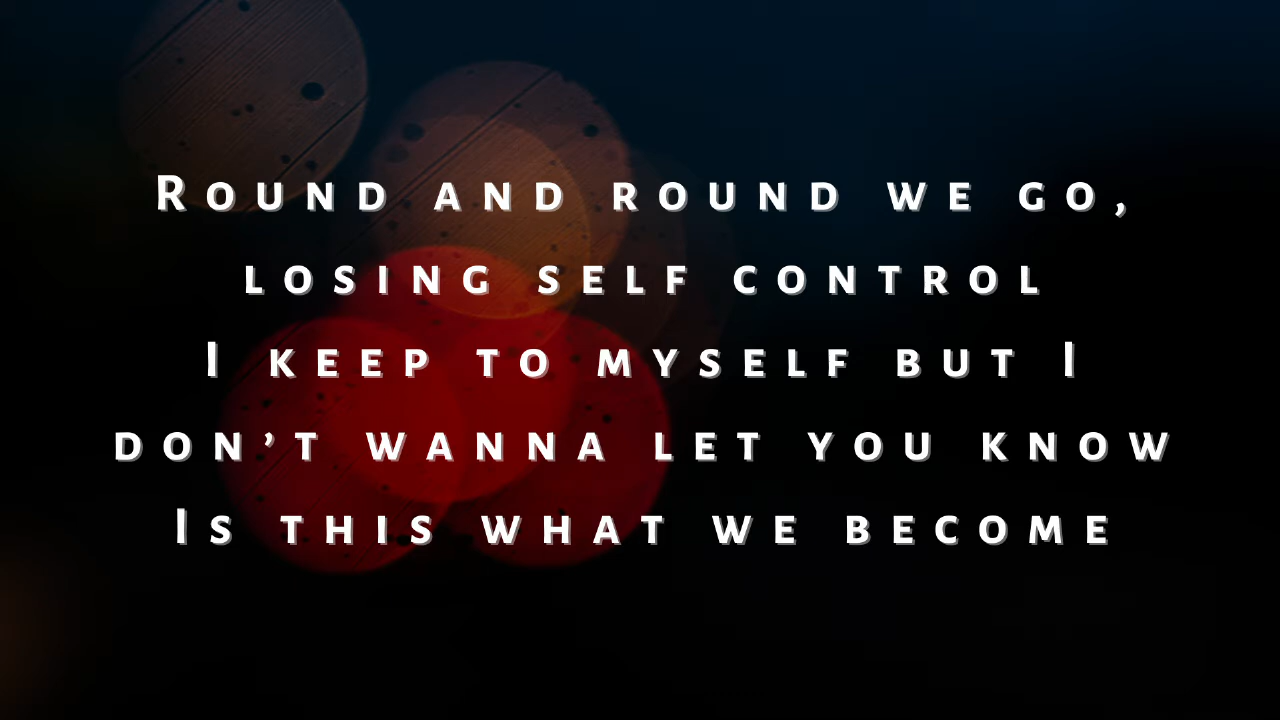 Round and round we go,
losing self control
I keep to myself but I
don’t wanna let you know
Is this what we become